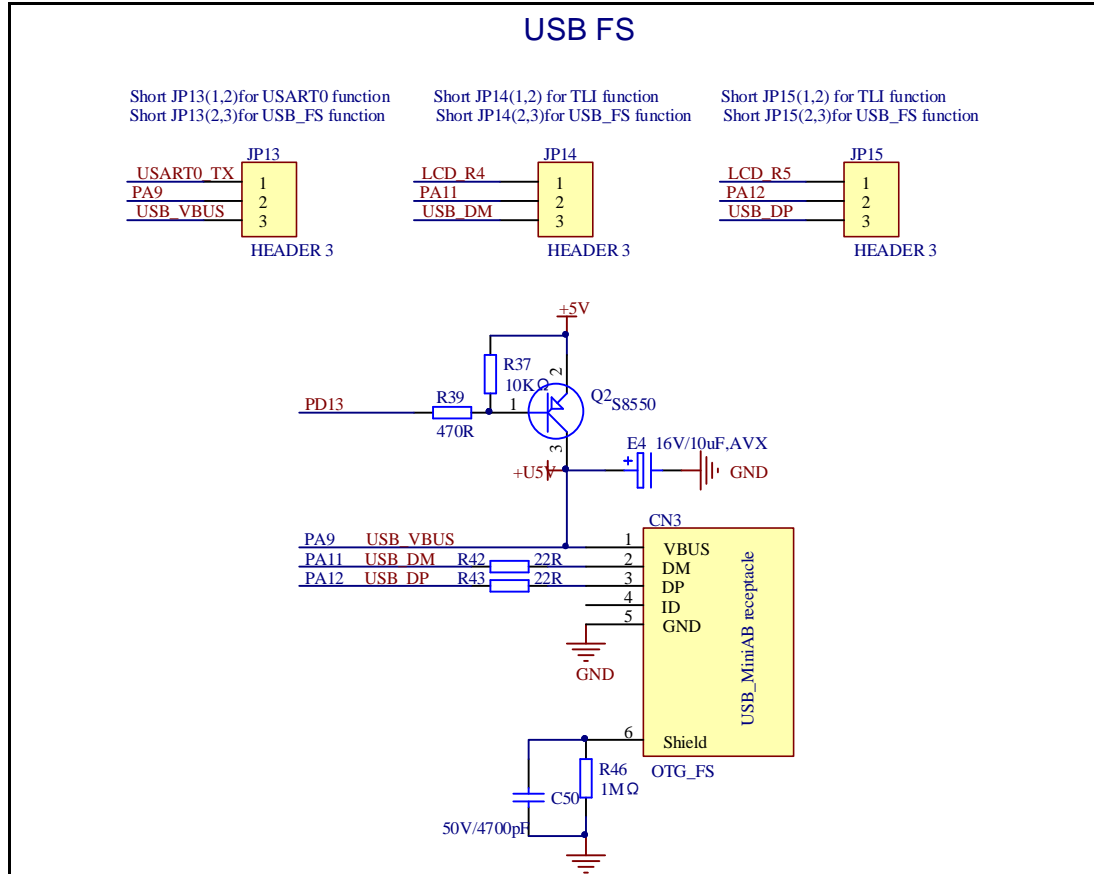 USB FS
Short JP13(1,2)for USART0 function
Short JP13(2,3)for USB_FS function
Short JP14(1,2) for TLI function
Short JP14(2,3)for USB_FS function
Short JP15(1,2) for TLI function
Short JP15(2,3)for USB_FS function
JP13
USART0_TX 1
PA9 2
USB_VBUS 3
HEADER 3
JP14
LCD_R4 1
PA11 2
USB_DM 3
HEADER 3
JP15
LCD_R5 1
PA12 2
USB_DP 3
HEADER 3
+5V
R37
10KΩ
2
PD13
R39
470R
1
Q2
S8550
3
+U5V
E4 16V/10uF,AVX
+
GND
CN3
PA9 USB_VBUS 1 VBUS
PA11 USB_DM R42 22R 2 DM
PA12 USB_DP R43 22R 3 DP
4 ID
5 GND
GND
USB_MiniAB receptacle
6 Shield
OTG_FS
R46
1MΩ
C50
50V/4700pF